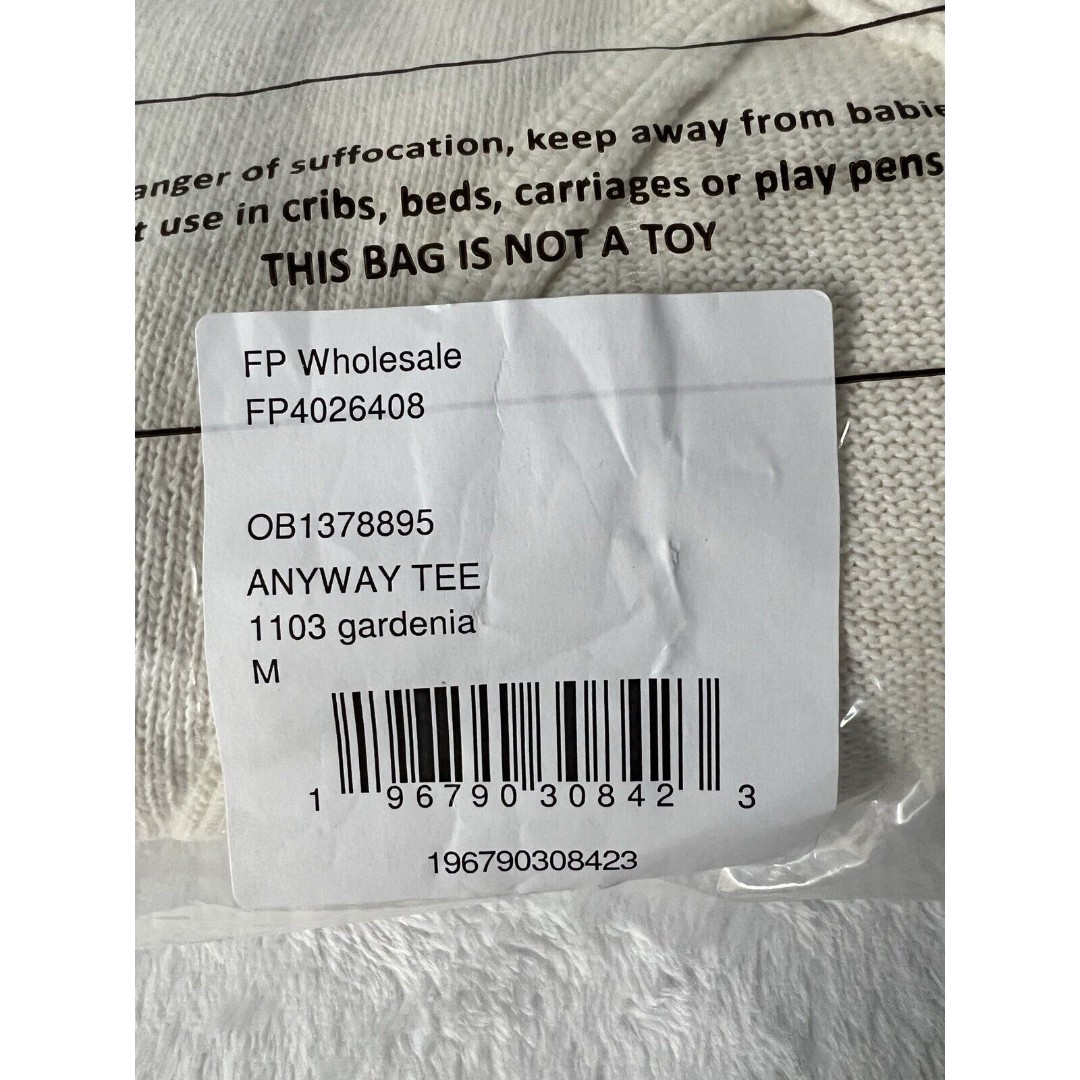 anger of suffocation, keep away from babie
t use in cribs, beds, carriages or play pens
THIS BAG IS NOT A TOY
FP Wholesale
FP4026408
OB1378895
ANYWAY TEE
1103 gardenia
M
1 96790 30842 3
196790308423